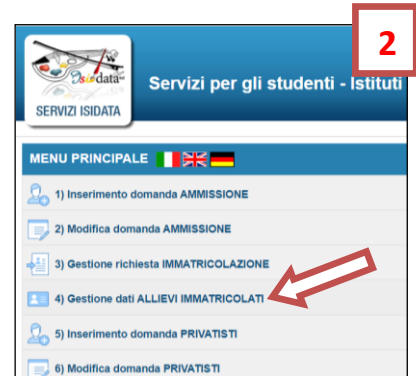 2
Isidata
Servizi per gli studenti - Istituti
SERVIZI ISIDATA
MENU PRINCIPALE
1) Inserimento domanda AMMISSIONE
2) Modifica domanda AMMISSIONE
3) Gestione richiesta IMMATRICOLAZIONE
4) Gestione dati ALLIEVI IMMATRICOLATI
5) Inserimento domanda PRIVATISTI
6) Modifica domanda PRIVATISTI